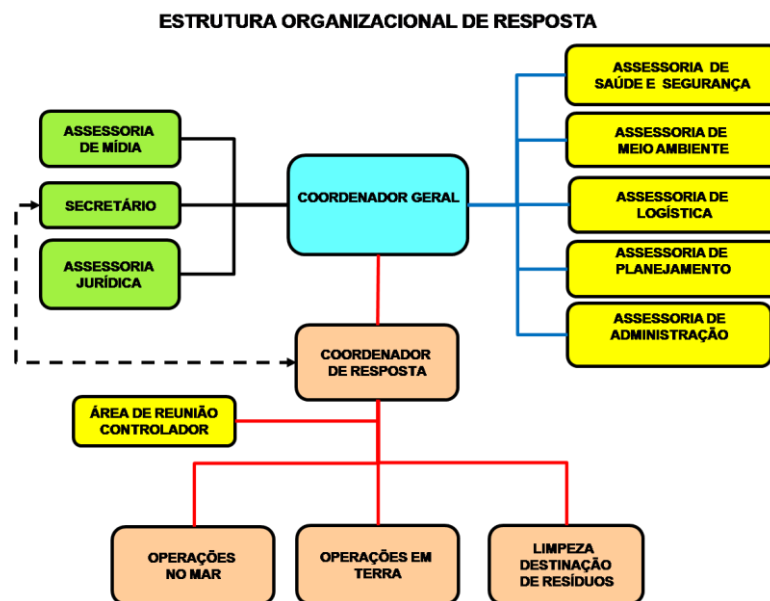 ESTRUTURA ORGANIZACIONAL DE RESPOSTA
ASSESSORIA
DE MÍDIA
SECRETÁRIO
ASSESSORIA
JURÍDICA
COORDENADOR GERAL
ASSESSORIA DE
SAÚDE E SEGURANÇA
ASSESSORIA DE
MEIO AMBIENTE
ASSESSORIA DE
LOGÍSTICA
ASSESSORIA DE
PLANEJAMENTO
ASSESSORIA DE
ADMINISTRAÇÃO
COORDENADOR
DE RESPOSTA
ÁREA DE REUNIÃO
CONTROLADOR
OPERAÇÕES
NO MAR
OPERAÇÕES EM
TERRA
LIMPEZA
DESTINAÇÃO
DE RESÍDUOS